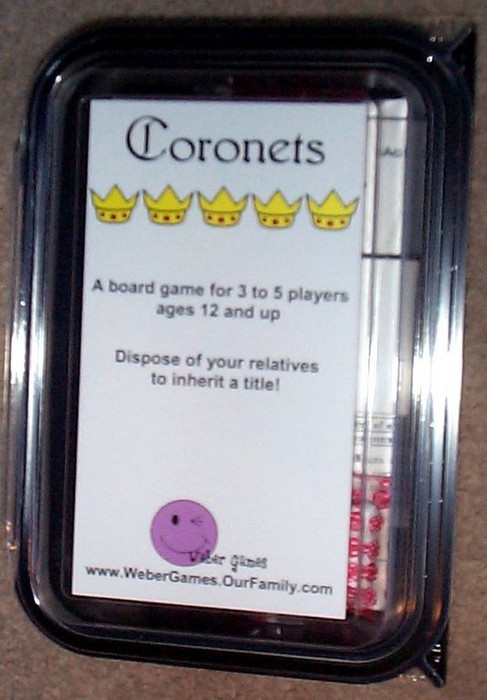 Coronets
A board game for 3 to 5 players
ages 12 and up
Dispose of your relatives
to inherit a title!
Weber Games
www.WeberGames.OurFamily.com